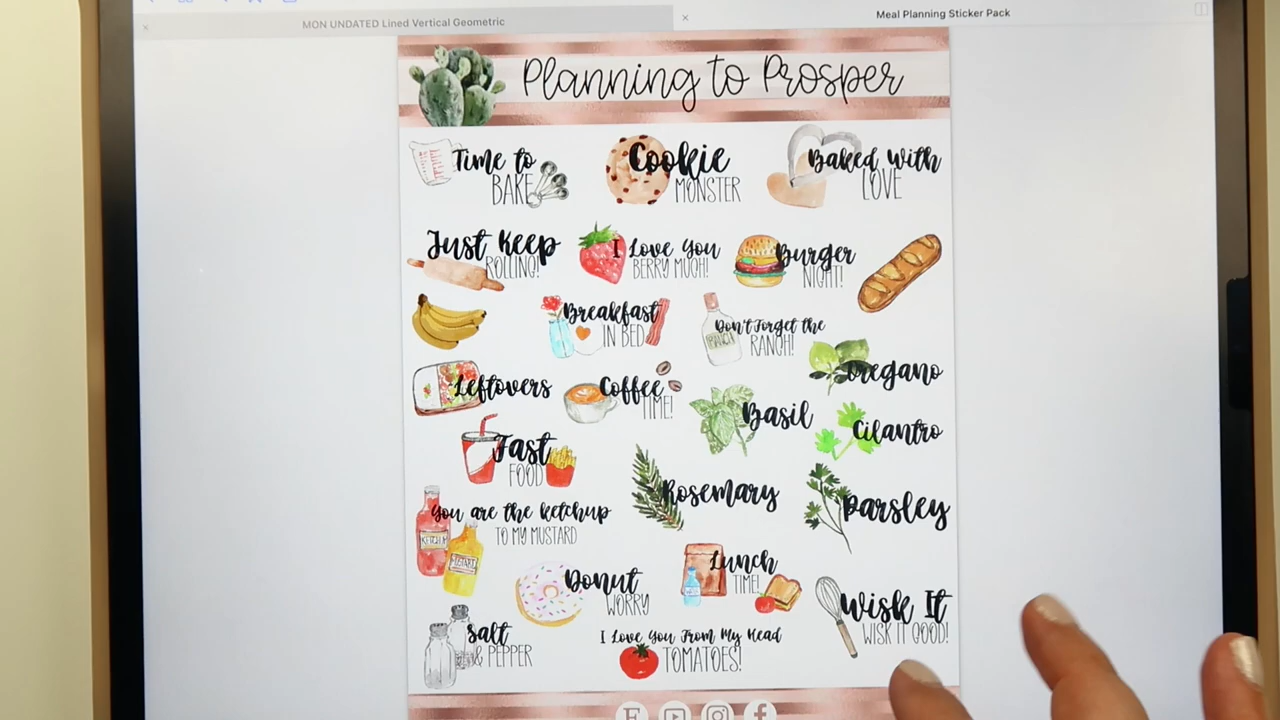 MON UNDATED Lined Vertical Geometric
Meal Planning Sticker Pack
Planning to Prosper
Time to
BAKE
Cookie
MONSTER
Baked With
LOVE
Just Keep
ROLLING!
I Love You
BERRY MUCH!
Burger
NIGHT!
Breakfast
IN BED
Don't Forget the
RANCH!
RANCH
Leftovers
Coffee
TIME!
oregano
Basil
Cilantro
Fast
FOOD
Rosemary
parsley
You are the ketchup
TO MY MUSTARD
KETCHUP
MUSTARD
Donut
WORRY
Lunch
TIME!
Wisk It
WISK IT GOOD!
salt
& PEPPER
I Love You From My Head
TOMATOES!